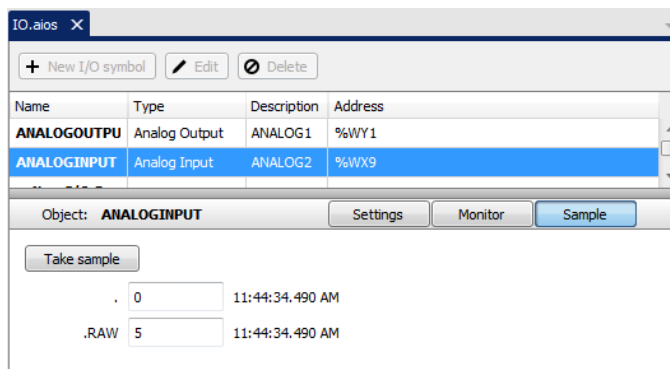 IO.aios X
+ New I/O symbol Edit Delete
Name Type Description Address
ANALOGOUTPU Analog Output ANALOG1 %WY1
ANALOGINPUT Analog Input ANALOG2 %WX9
Object: ANALOGINPUT Settings Monitor Sample
Take sample
. 0 11:44:34.490 AM
.RAW 5 11:44:34.490 AM